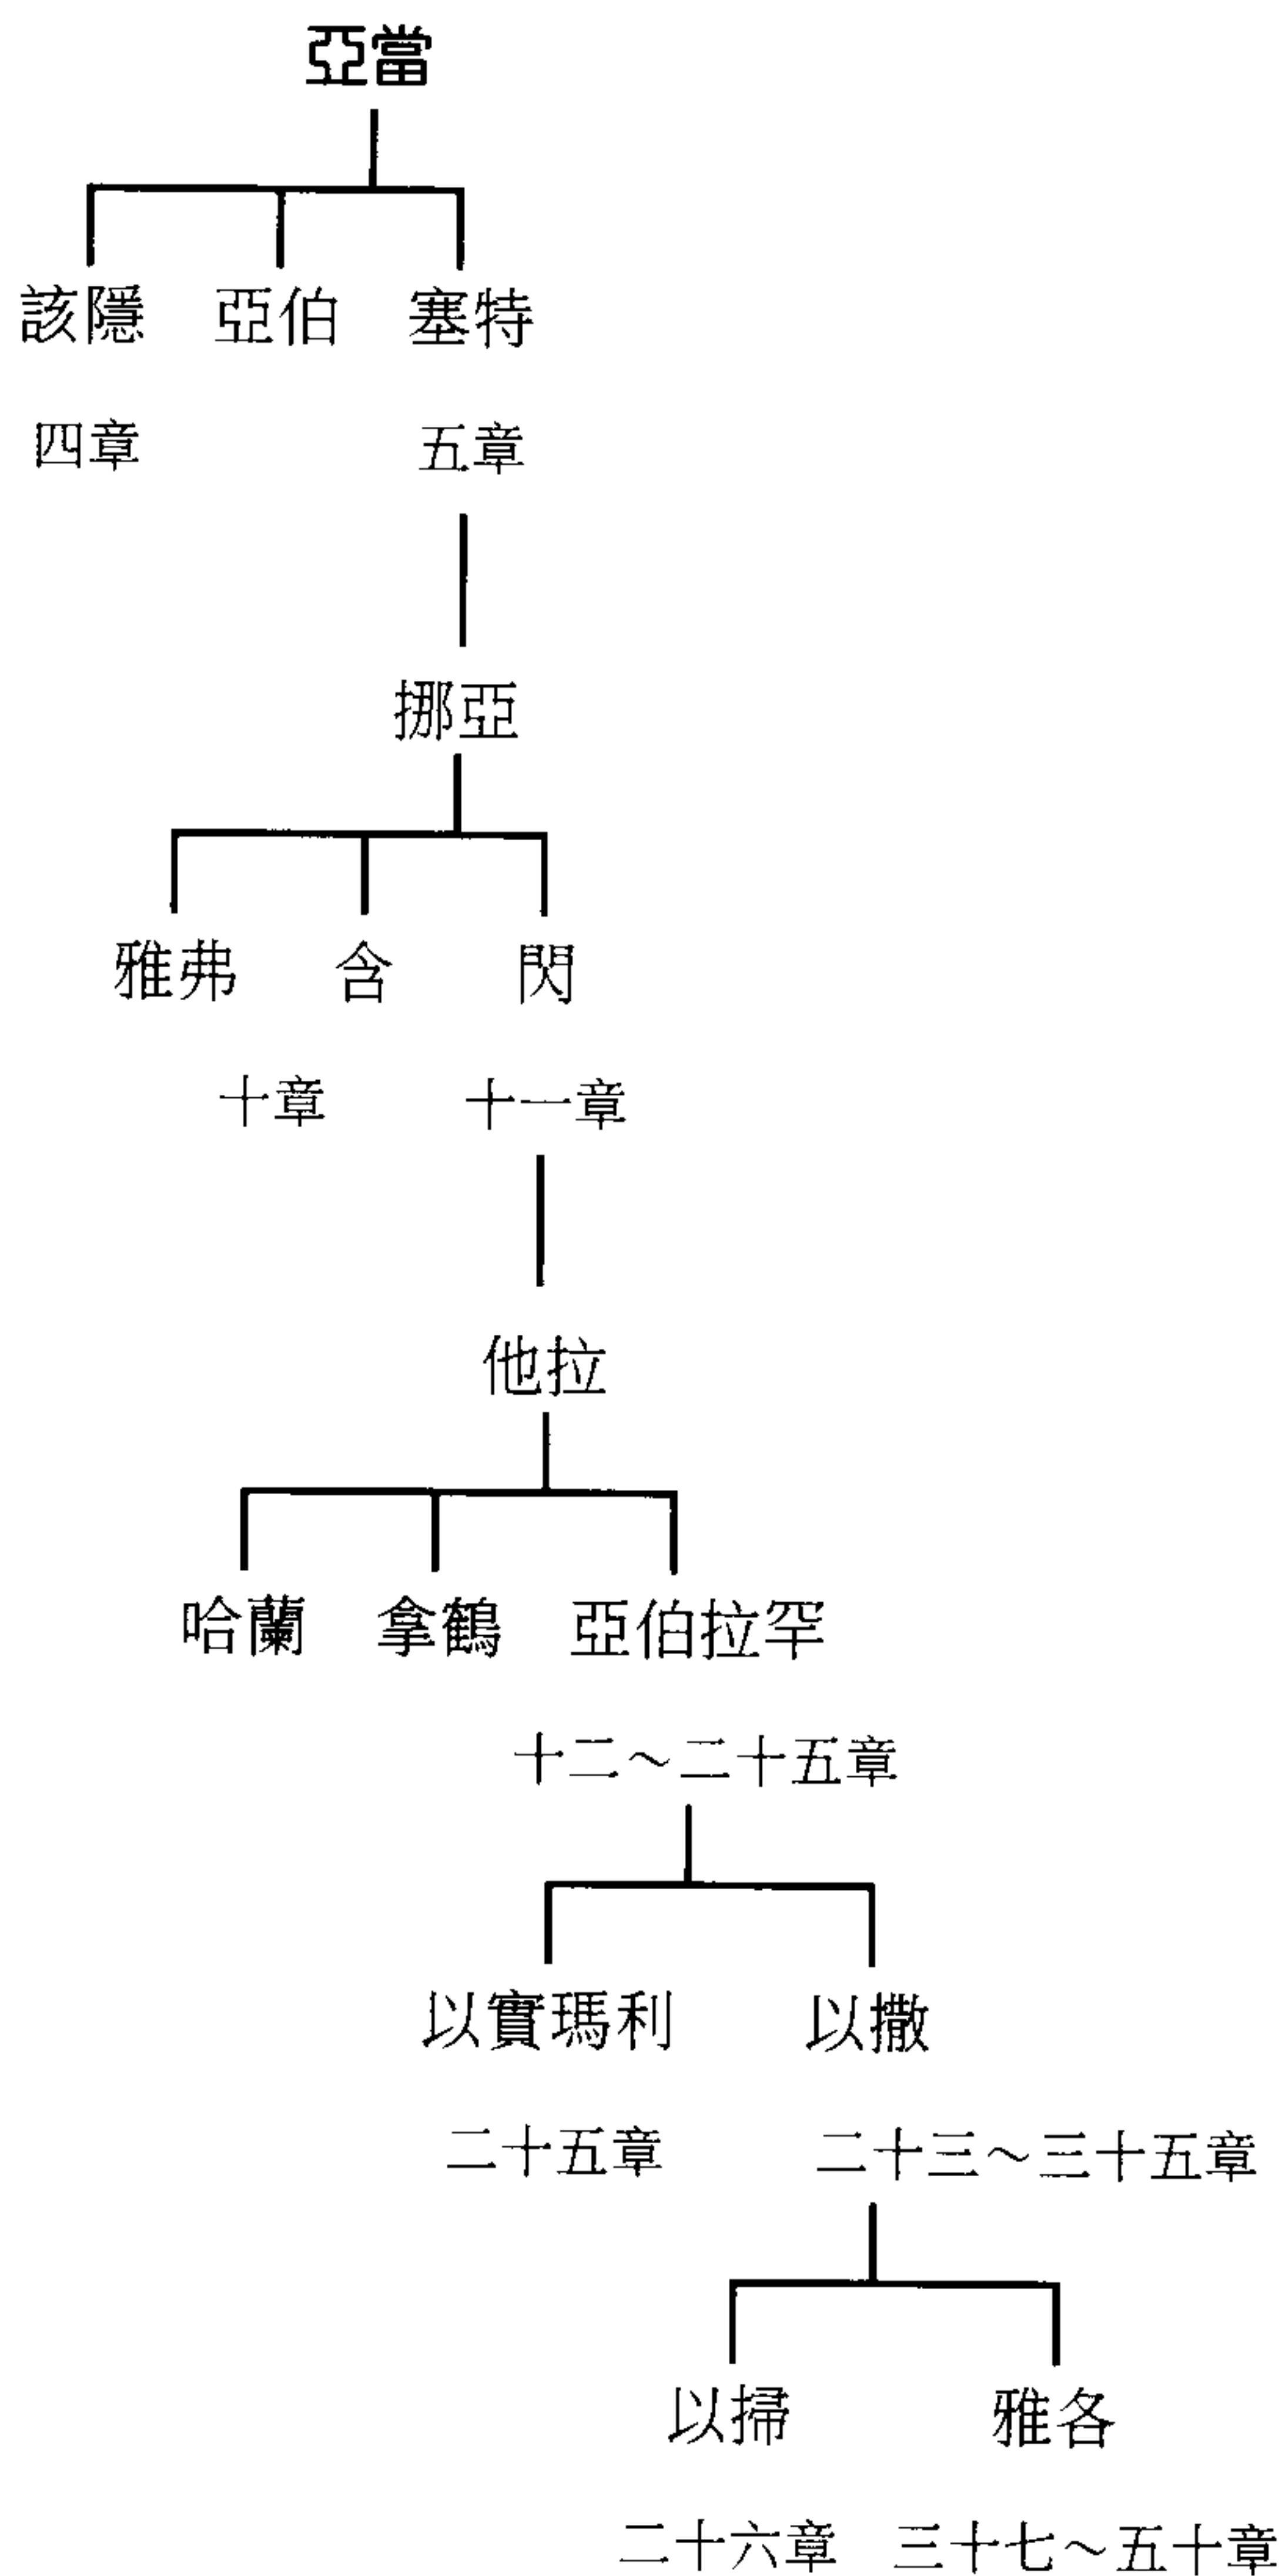 亞當
該隱 亞伯 塞特
四章 五章
挪亞
雅弗 含 閃
十章 十一章
他拉
哈蘭 拿鶴 亞伯拉罕
十二～二十五章
以實瑪利 以撒
二十五章 二十三～三十五章
以掃 雅各
二十六章 三十七～五十章